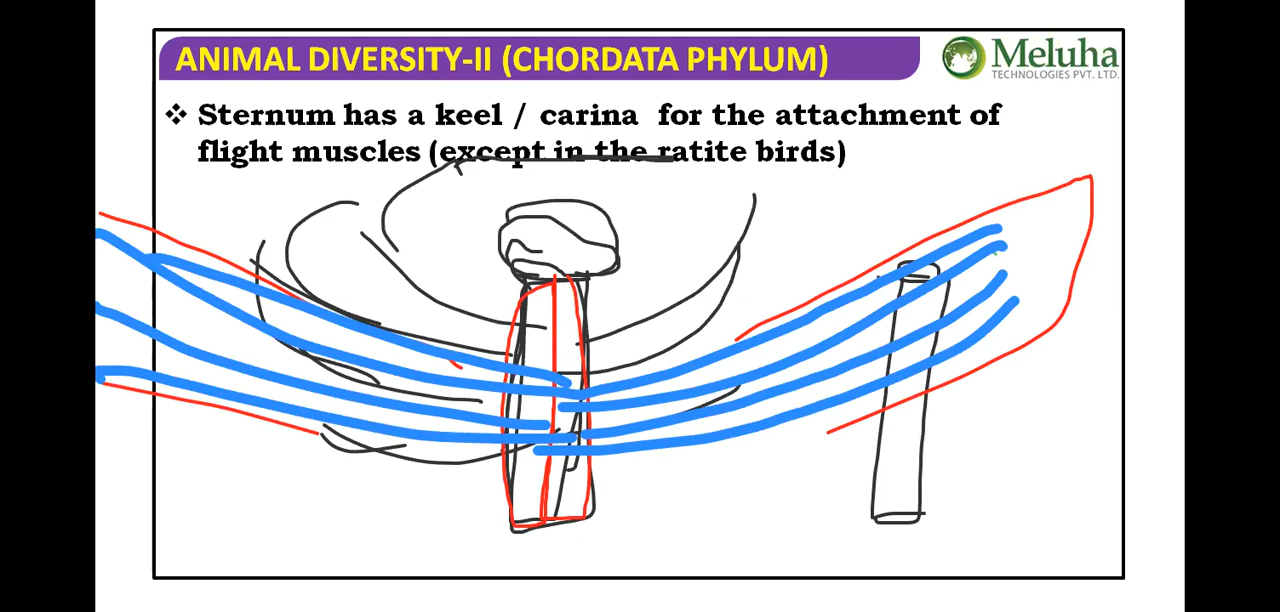 ANIMAL DIVERSITY-II (CHORDATA PHYLUM)
Meluha
TECHNOLOGIES PVT. LTD.
❖ Sternum has a keel / carina for the attachment of
flight muscles (except in the ratite birds)